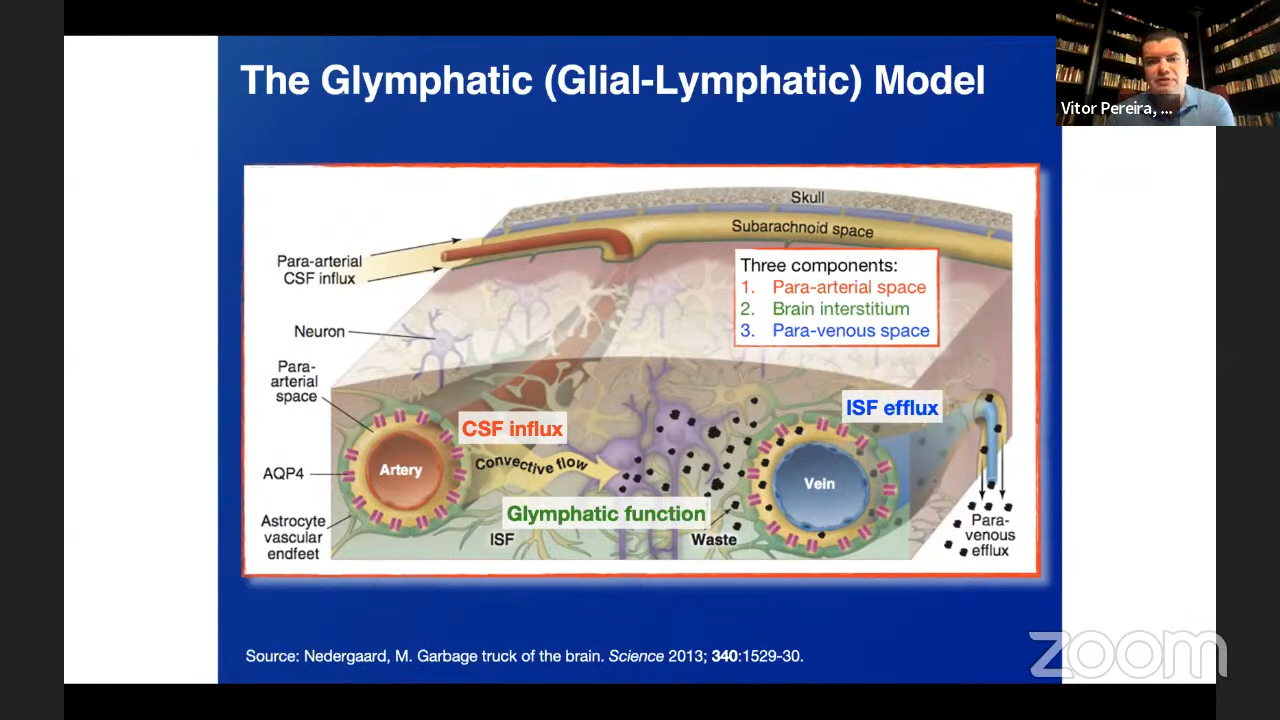 The Glymphatic (Glial-Lymphatic) Model
Vitor Pereira, ...
Skull
Subarachnoid space
Para-arterial
CSF influx
Three components:
1. Para-arterial space
2. Brain interstitium
3. Para-venous space
Neuron
Para-
arterial
space
ISF efflux
CSF influx
Convective flow
AQP4
Artery
Vein
Glymphatic function
Astrocyte
vascular
endfeet
ISF
Waste
Para-
venous
efflux
Source: Nedergaard, M. Garbage truck of the brain. Science 2013; 340:1529-30.
zoom